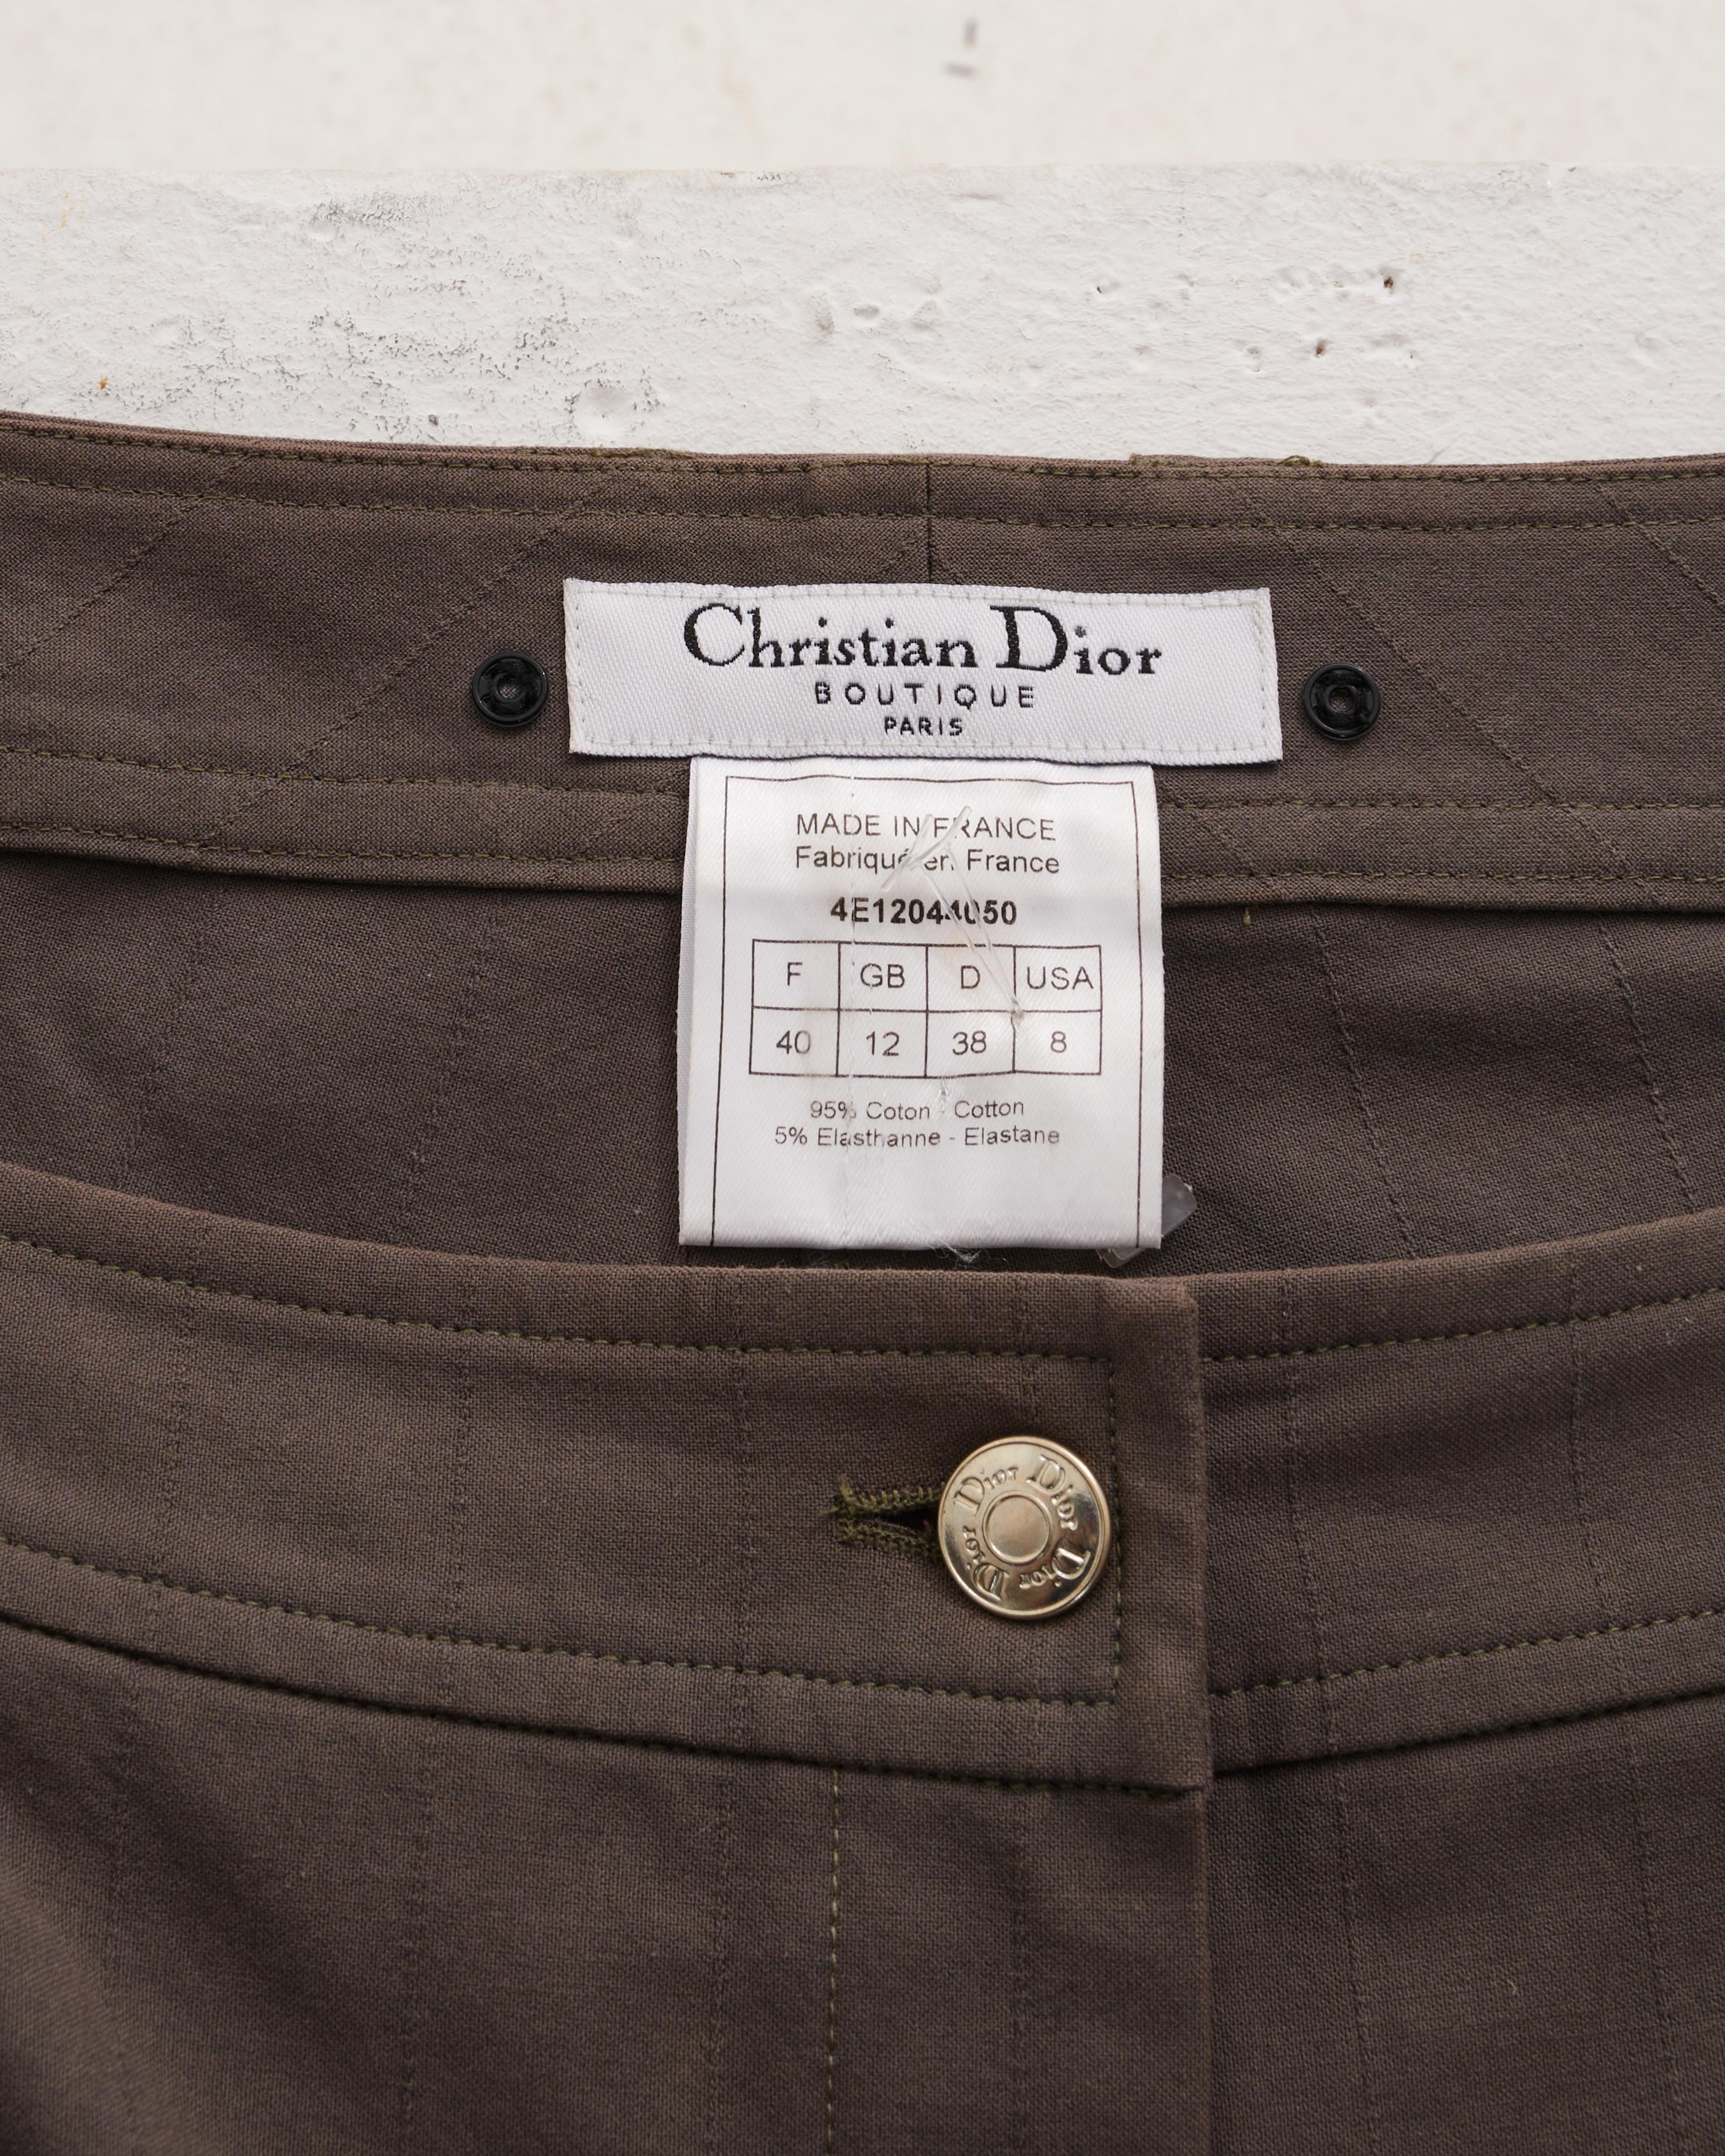 Christian Dior
BOUTIQUE
PARIS
MADE IN FRANCE
Fabriqué en France
4E12044050
F GB D USA
40 12 38 8
95% Coton - Cotton
5% Elasthanne - Elastane
Dior Dior Dior Dior